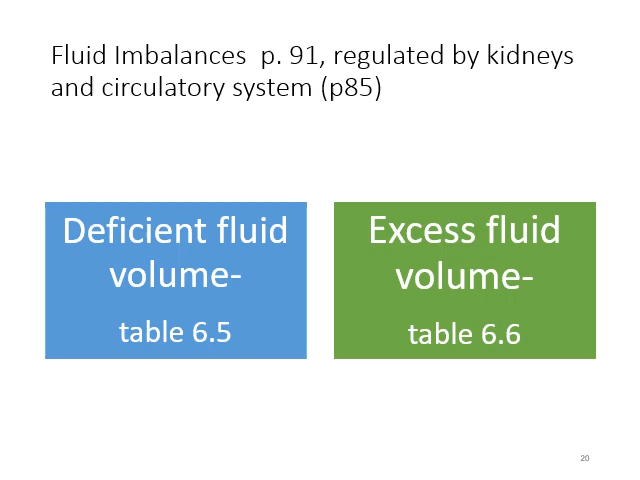 Fluid Imbalances  p. 91, regulated by kidneys
and circulatory system (p85)
Deficient fluid
volume-
table 6.5
Excess fluid
volume-
table 6.6
20